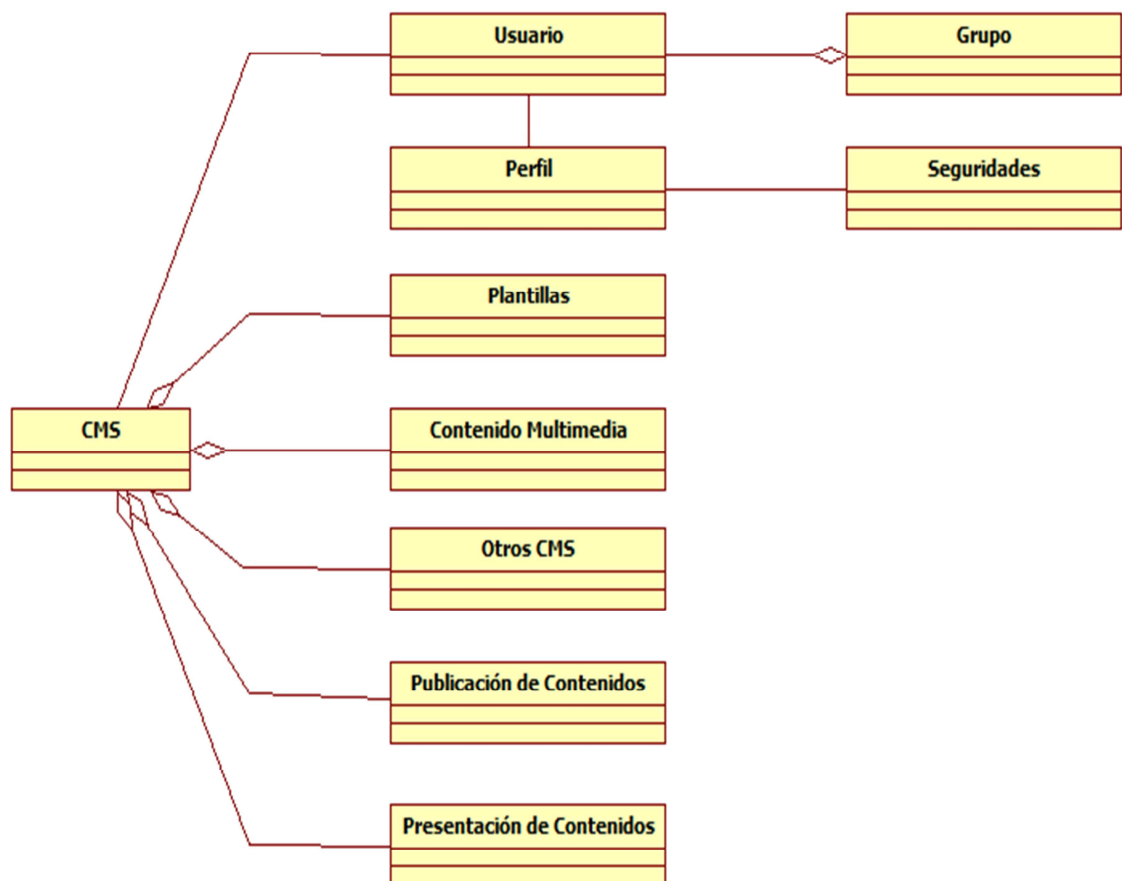 Usuario
Grupo
Perfil
Seguridades
Plantillas
CMS
Contenido Multimedia
Otros CMS
Publicación de Contenidos
Presentación de Contenidos